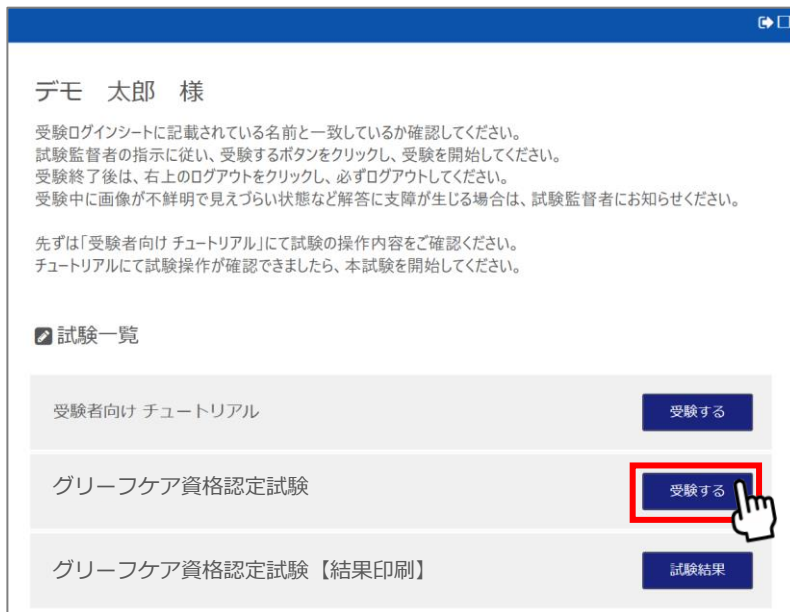 デモ　太郎　様
受験ログインシートに記載されている名前と一致しているか確認してください。
試験監督者の指示に従い、受験するボタンをクリックし、受験を開始してください。
受験終了後は、右上のログアウトをクリックし、必ずログアウトしてください。
受験中に画像が不鮮明で見えづらい状態など解答に支障が生じる場合は、試験監督者にお知らせください。
先ずは「受験者向け チュートリアル」にて試験の操作内容をご確認ください。
チュートリアルにて試験操作が確認できましたら、本試験を開始してください。
試験一覧
受験者向け チュートリアル
受験する
グリーフケア資格認定試験
受験する
グリーフケア資格認定試験【結果印刷】
試験結果